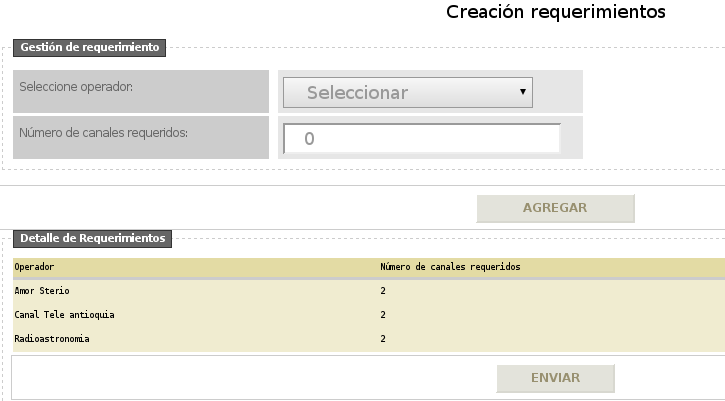 Creación requerimientos
Gestión de requerimiento
Seleccione operador:
Seleccionar
Número de canales requeridos:
0
AGREGAR
Detalle de Requerimientos
Operador Número de canales requeridos
Amor Sterio 2
Canal Tele antioquia 2
Radioastronomia 2
ENVIAR